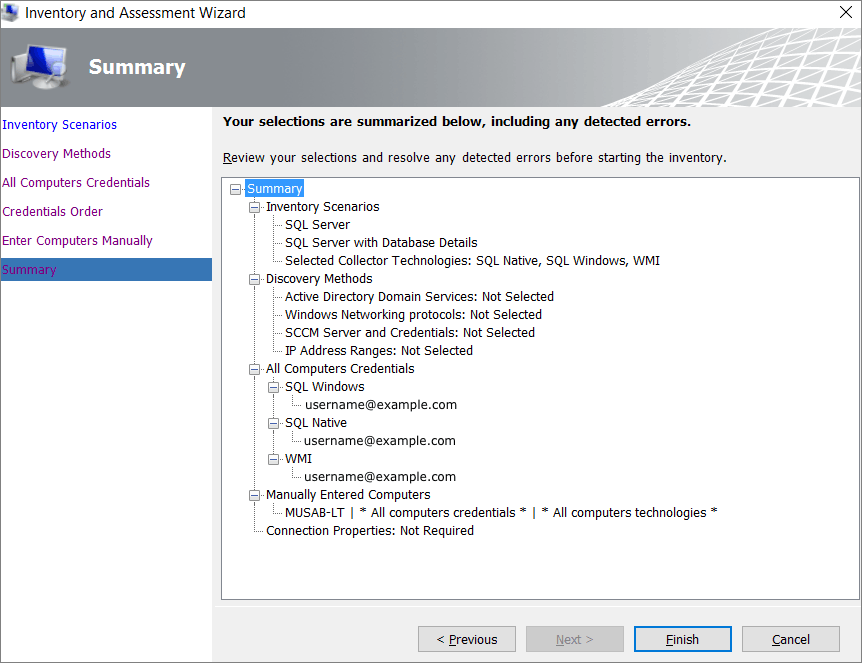 Inventory and Assessment Wizard
Summary
Inventory Scenarios
Discovery Methods
All Computers Credentials
Credentials Order
Enter Computers Manually
Summary
Your selections are summarized below, including any detected errors.
Review your selections and resolve any detected errors before starting the inventory.
Summary
Inventory Scenarios
SQL Server
SQL Server with Database Details
Selected Collector Technologies: SQL Native, SQL Windows, WMI
Discovery Methods
Active Directory Domain Services: Not Selected
Windows Networking protocols: Not Selected
SCCM Server and Credentials: Not Selected
IP Address Ranges: Not Selected
All Computers Credentials
SQL Windows
username@example.com
SQL Native
username@example.com
WMI
username@example.com
Manually Entered Computers
MUSAB-LT | * All computers credentials * | * All computers technologies *
Connection Properties: Not Required
< Previous
Next >
Finish
Cancel